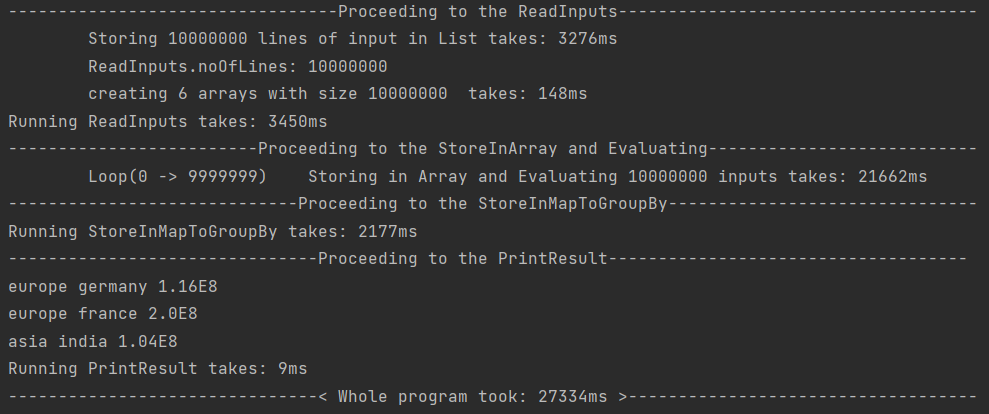 ---------------------------------Proceeding to the ReadInputs------------------------------------
        Storing 10000000 lines of input in List takes: 3276ms
        ReadInputs.noOfLines: 10000000
        creating 6 arrays with size 10000000  takes: 148ms
Running ReadInputs takes: 3450ms
-------------------------Proceeding to the StoreInArray and Evaluating---------------------------
        Loop(0 -> 9999999)    Storing in Array and Evaluating 10000000 inputs takes: 21662ms
-----------------------------Proceeding to the StoreInMapToGroupBy-------------------------------
Running StoreInMapToGroupBy takes: 2177ms
-------------------------------Proceeding to the PrintResult------------------------------------
europe germany 1.16E8
europe france 2.0E8
asia india 1.04E8
Running PrintResult takes: 9ms
-------------------------------< Whole program took: 27334ms >-----------------------------------